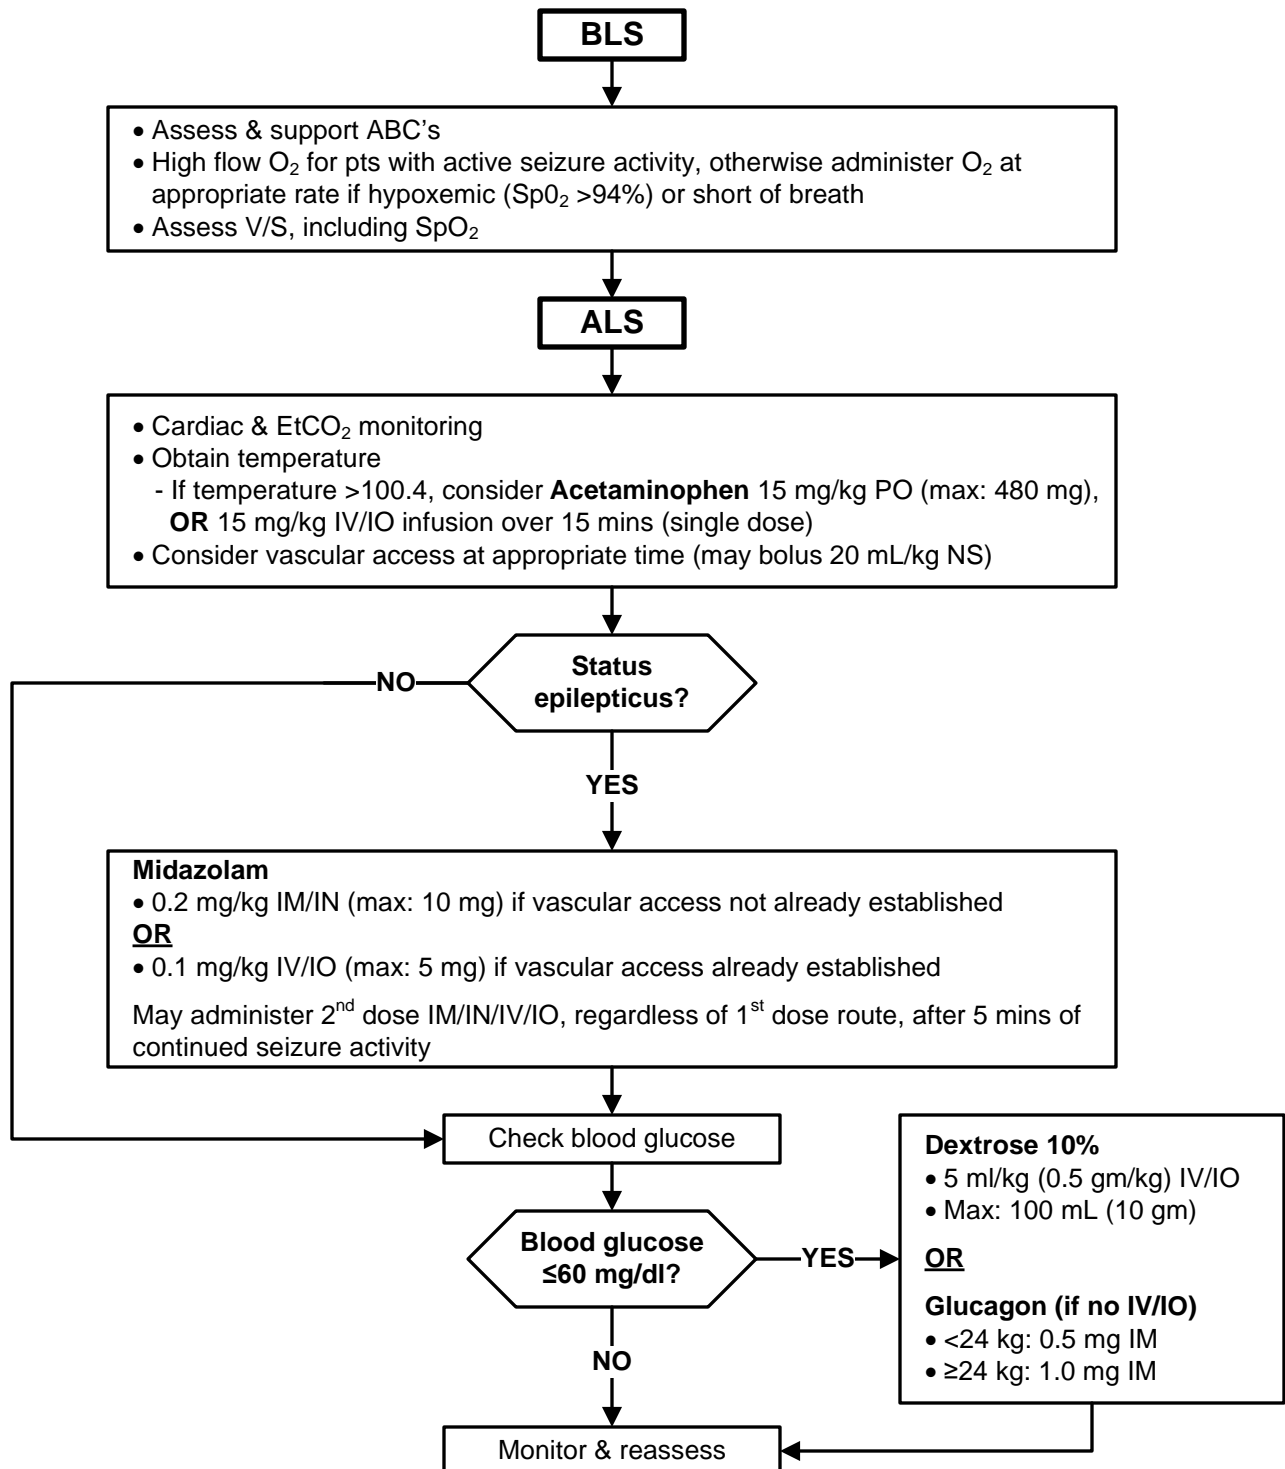 BLS
• Assess & support ABC’s
• High flow O₂ for pts with active seizure activity, otherwise administer O₂ at
appropriate rate if hypoxemic (Sp0₂ >94%) or short of breath
• Assess V/S, including SpO₂
ALS
• Cardiac & EtCO₂ monitoring
• Obtain temperature
- If temperature >100.4, consider Acetaminophen 15 mg/kg PO (max: 480 mg),
OR 15 mg/kg IV/IO infusion over 15 mins (single dose)
• Consider vascular access at appropriate time (may bolus 20 mL/kg NS)
Status
epilepticus?
NO
YES
Midazolam
• 0.2 mg/kg IM/IN (max: 10 mg) if vascular access not already established
OR
• 0.1 mg/kg IV/IO (max: 5 mg) if vascular access already established
May administer 2nd dose IM/IN/IV/IO, regardless of 1st dose route, after 5 mins of
continued seizure activity
Check blood glucose
Blood glucose
≤60 mg/dl?
YES
Dextrose 10%
• 5 ml/kg (0.5 gm/kg) IV/IO
• Max: 100 mL (10 gm)
OR
Glucagon (if no IV/IO)
• <24 kg: 0.5 mg IM
• ≥24 kg: 1.0 mg IM
NO
Monitor & reassess